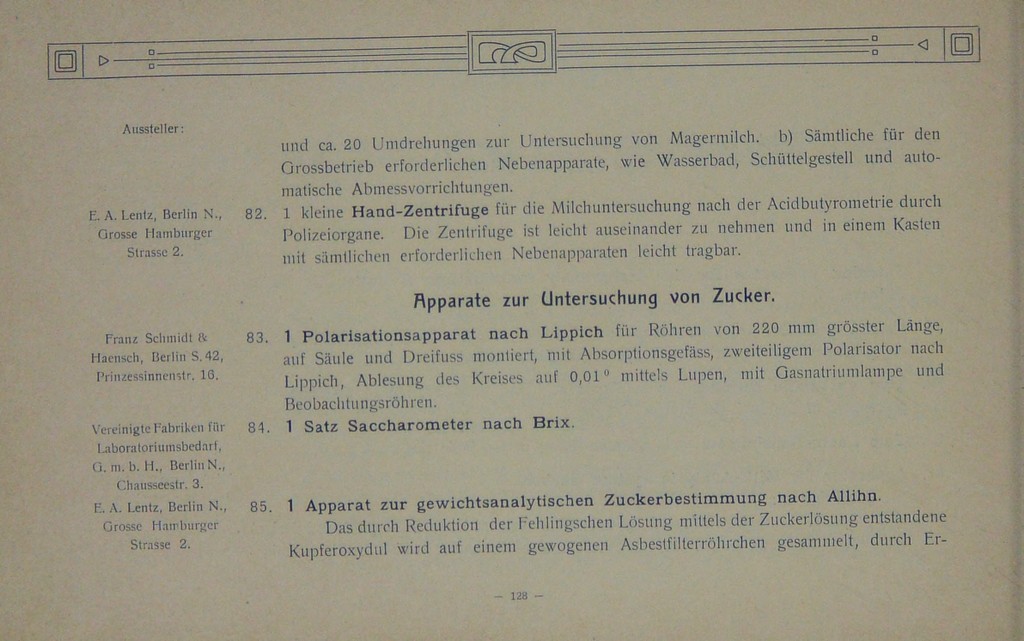 Aussteller:
und ca. 20 Umdrehungen zur Untersuchung von Magermilch. b) Sämtliche für den
Grossbetrieb erforderlichen Nebenapparate, wie Wasserbad, Schüttelgestell und auto-
matische Abmessvorrichtungen.
E. A. Lentz, Berlin N.,
Grosse Hamburger
Strasse 2.
82. 1 kleine Hand-Zentrifuge für die Milchuntersuchung nach der Acidbutyrometrie durch
Polizeiorgane. Die Zentrifuge ist leicht auseinander zu nehmen und in einem Kasten
mit sämtlichen erforderlichen Nebenapparaten leicht tragbar.
Apparate zur Untersuchung von Zucker.
Franz Schmidt &
Haensch, Berlin S. 42,
Prinzessinnenstr. 16.
83. 1 Polarisationsapparat nach Lippich für Röhren von 220 mm grösster Länge,
auf Säule und Dreifuss montiert, mit Absorptionsgefäss, zweiteiligem Polarisator nach
Lippich, Ablesung des Kreises auf 0,01° mittels Lupen, mit Gasnatriumlampe und
Beobachtungsröhren.
Vereinigte Fabriken für
Laboratoriumsbedarf,
G. m. b. H., Berlin N.,
Chausseestr. 3.
84. 1 Satz Saccharometer nach Brix.
E. A. Lentz, Berlin N.,
Grosse Hamburger
Strasse 2.
85. 1 Apparat zur gewichtsanalytischen Zuckerbestimmung nach Allihn.
Das durch Reduktion der Fehlingschen Lösung mittels der Zuckerlösung entstandene
Kupferoxydul wird auf einem gewogenen Asbestfilterröhrchen gesammelt, durch Er-
— 128 —